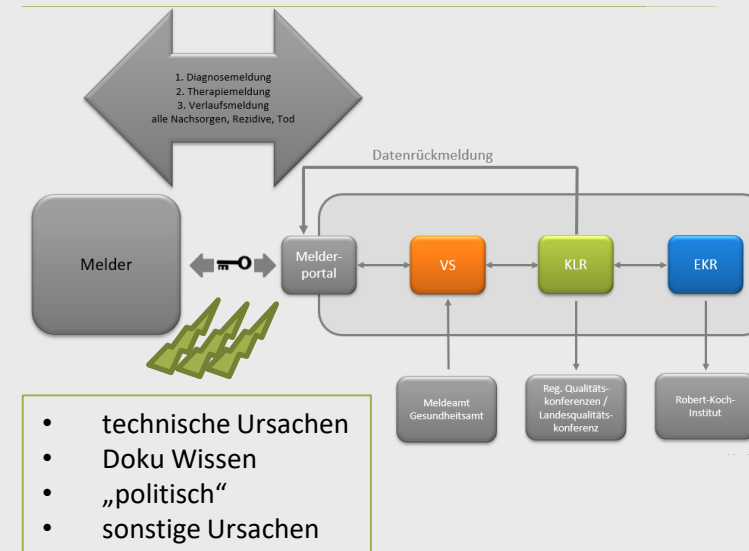 1. Diagnosemeldung
2. Therapiemeldung
3. Verlaufsmeldung
alle Nachsorgen, Rezidive, Tod
Datenrückmeldung
Melder
Melder-
portal
VS
KLR
EKR
Meldeamt
Gesundheitsamt
Reg. Qualitäts-
konferenzen /
Landesqualitäts-
konferenz
Robert-Koch-
Institut
• technische Ursachen
• Doku Wissen
• „politisch“
• sonstige Ursachen